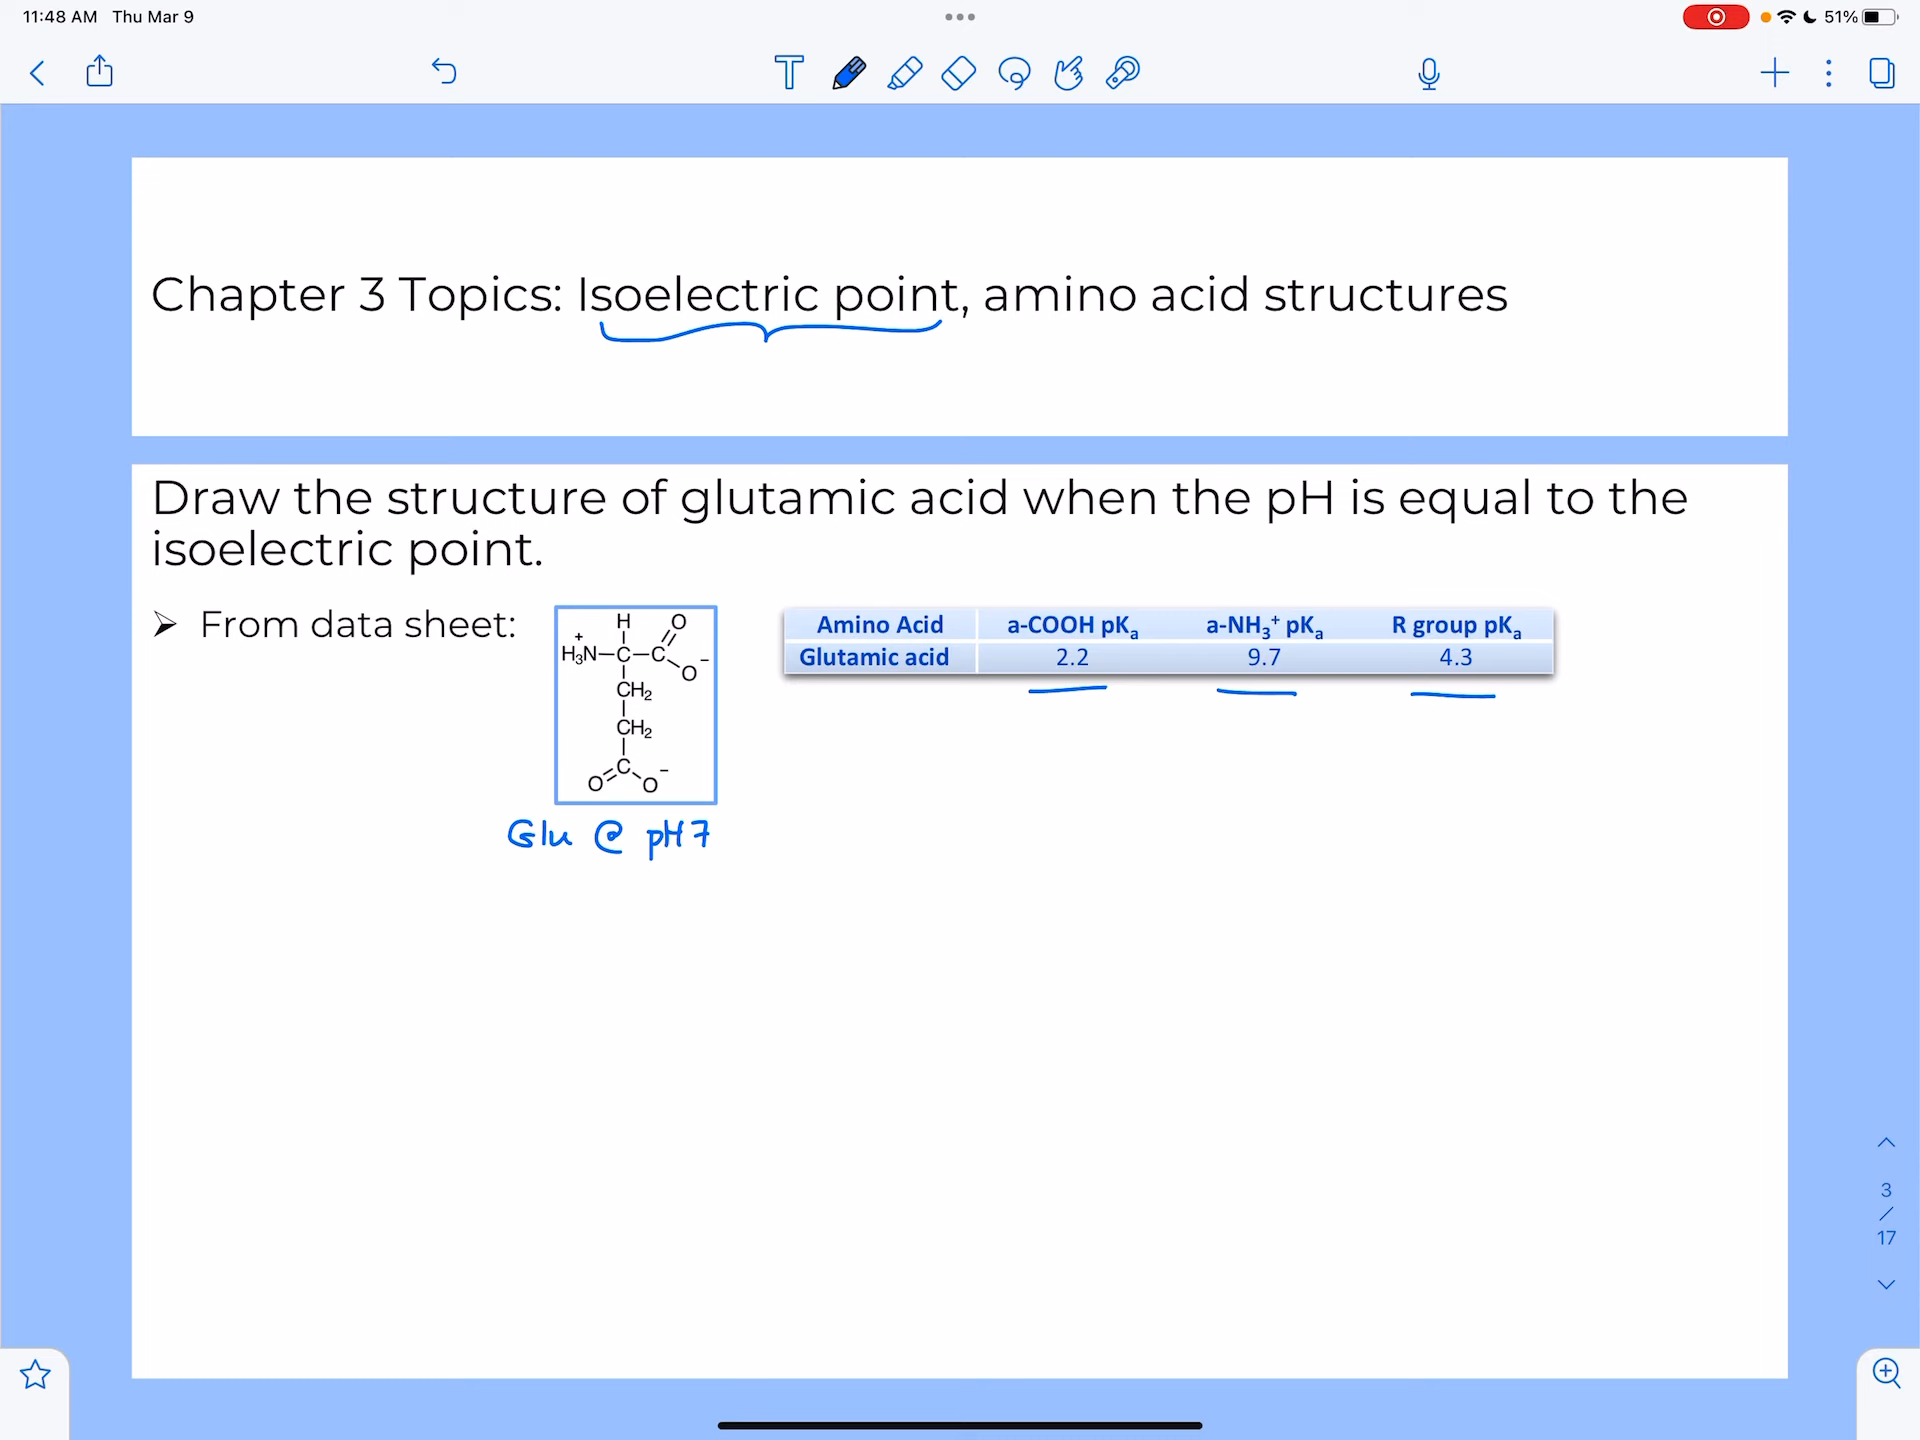 11:48 AM Thu Mar 9
51%
T
Chapter 3 Topics: Isoelectric point, amino acid structures
Draw the structure of glutamic acid when the pH is equal to the
isoelectric point.
➢ From data sheet:
H O
+
H₃N–C–C
O⁻
CH₂
CH₂
C
O O⁻
Glu @ pH 7
Amino Acid a-COOH pKₐ a-NH₃⁺ pKₐ R group pKₐ
Glutamic acid 2.2 9.7 4.3
3
/
17